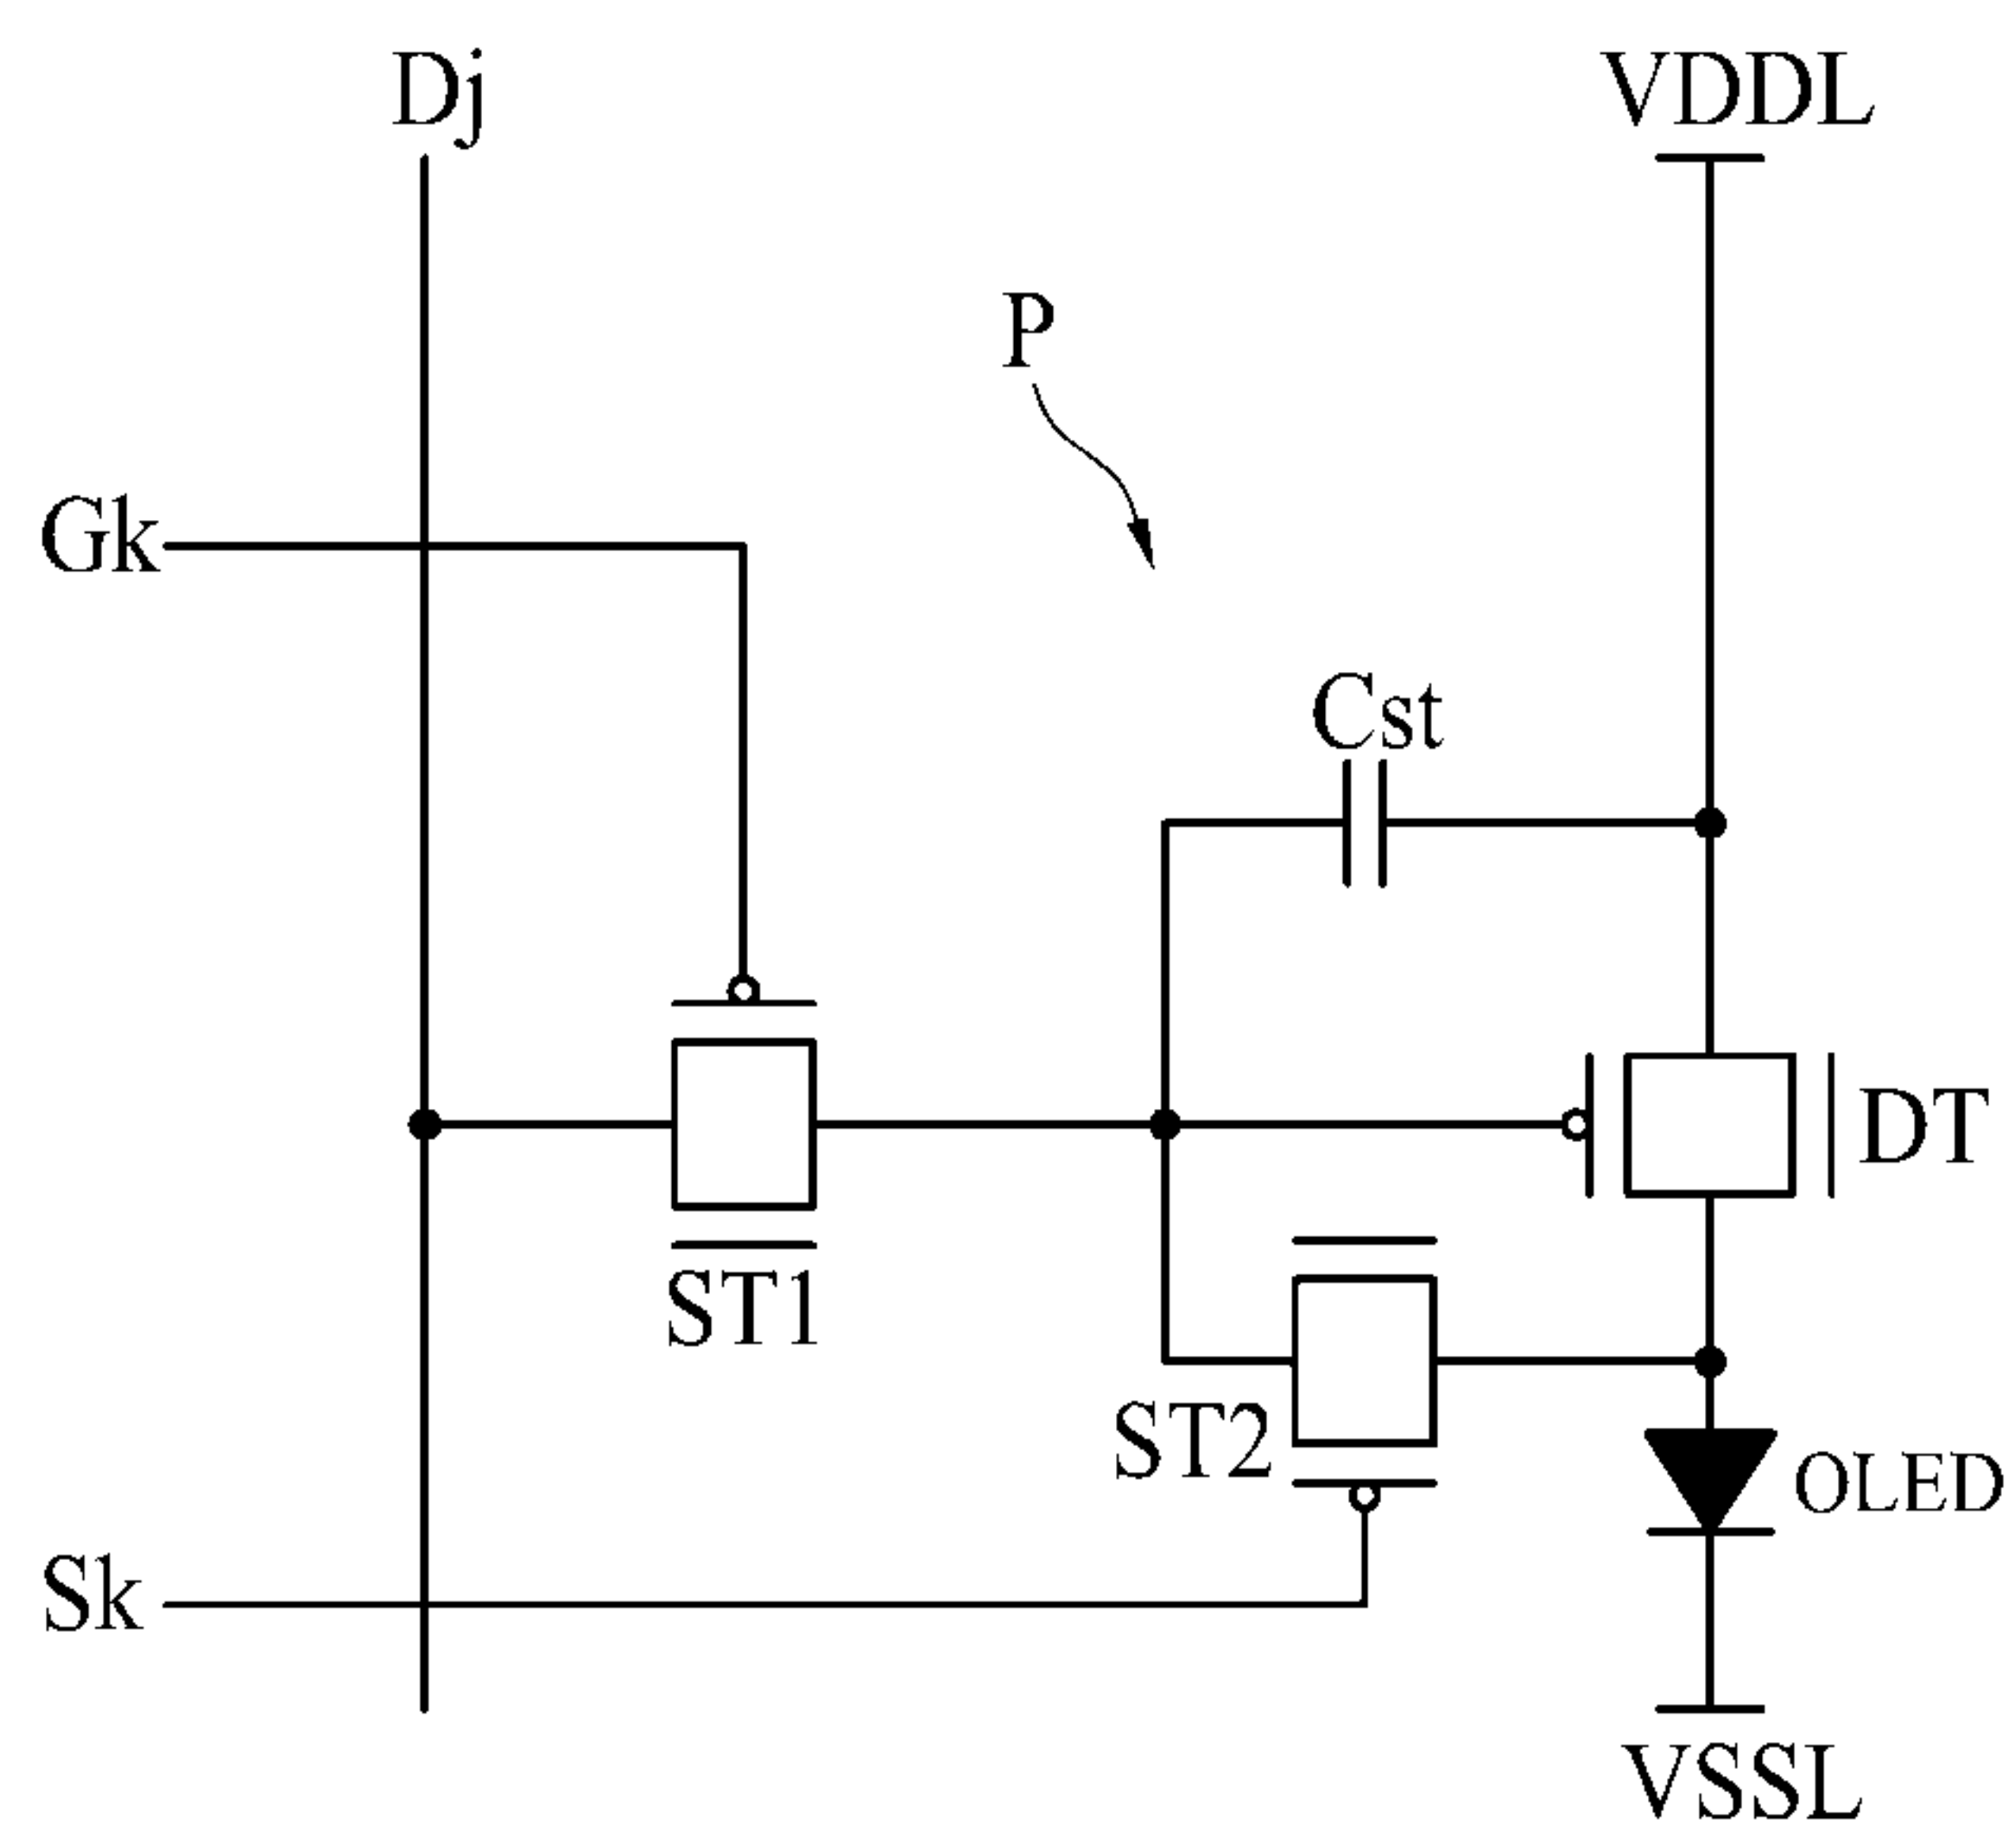 Dj
VDDL
P
Gk
Cst
DT
ST1
ST2
OLED
Sk
VSSL